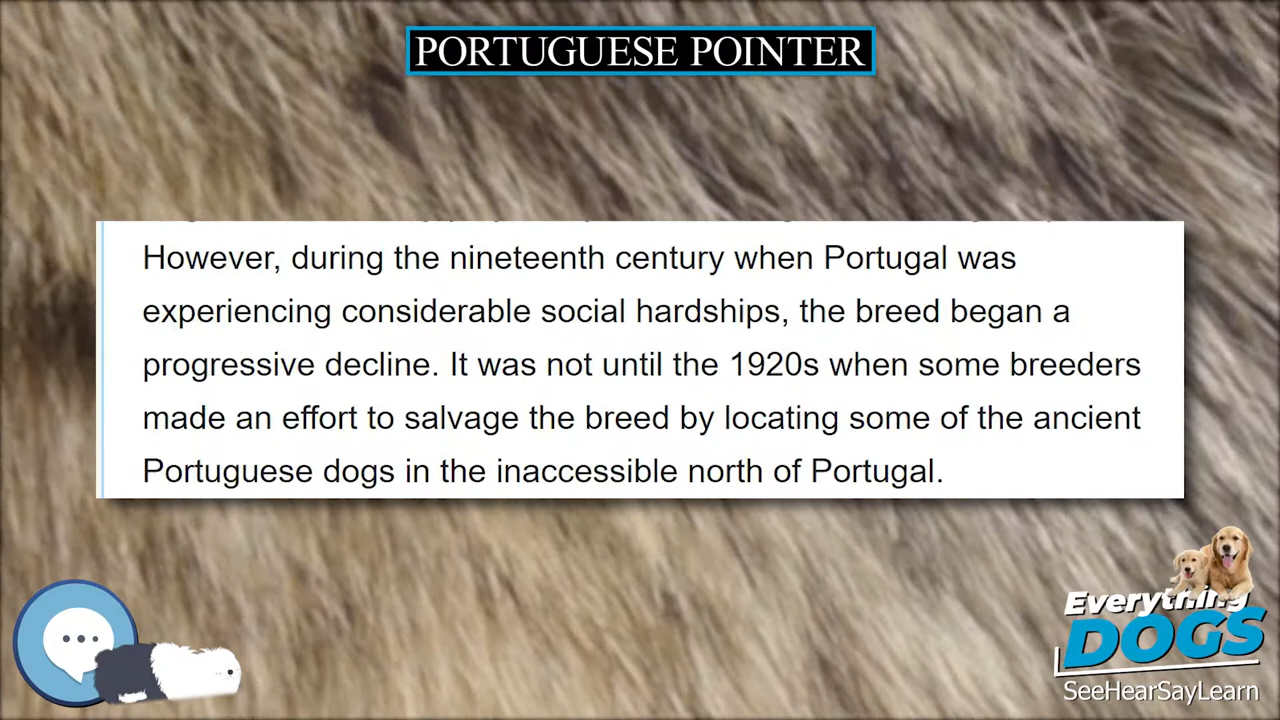 PORTUGUESE POINTER
However, during the nineteenth century when Portugal was
experiencing considerable social hardships, the breed began a
progressive decline. It was not until the 1920s when some breeders
made an effort to salvage the breed by locating some of the ancient
Portuguese dogs in the inaccessible north of Portugal.
Everything
DOGS
SeeHearSayLearn